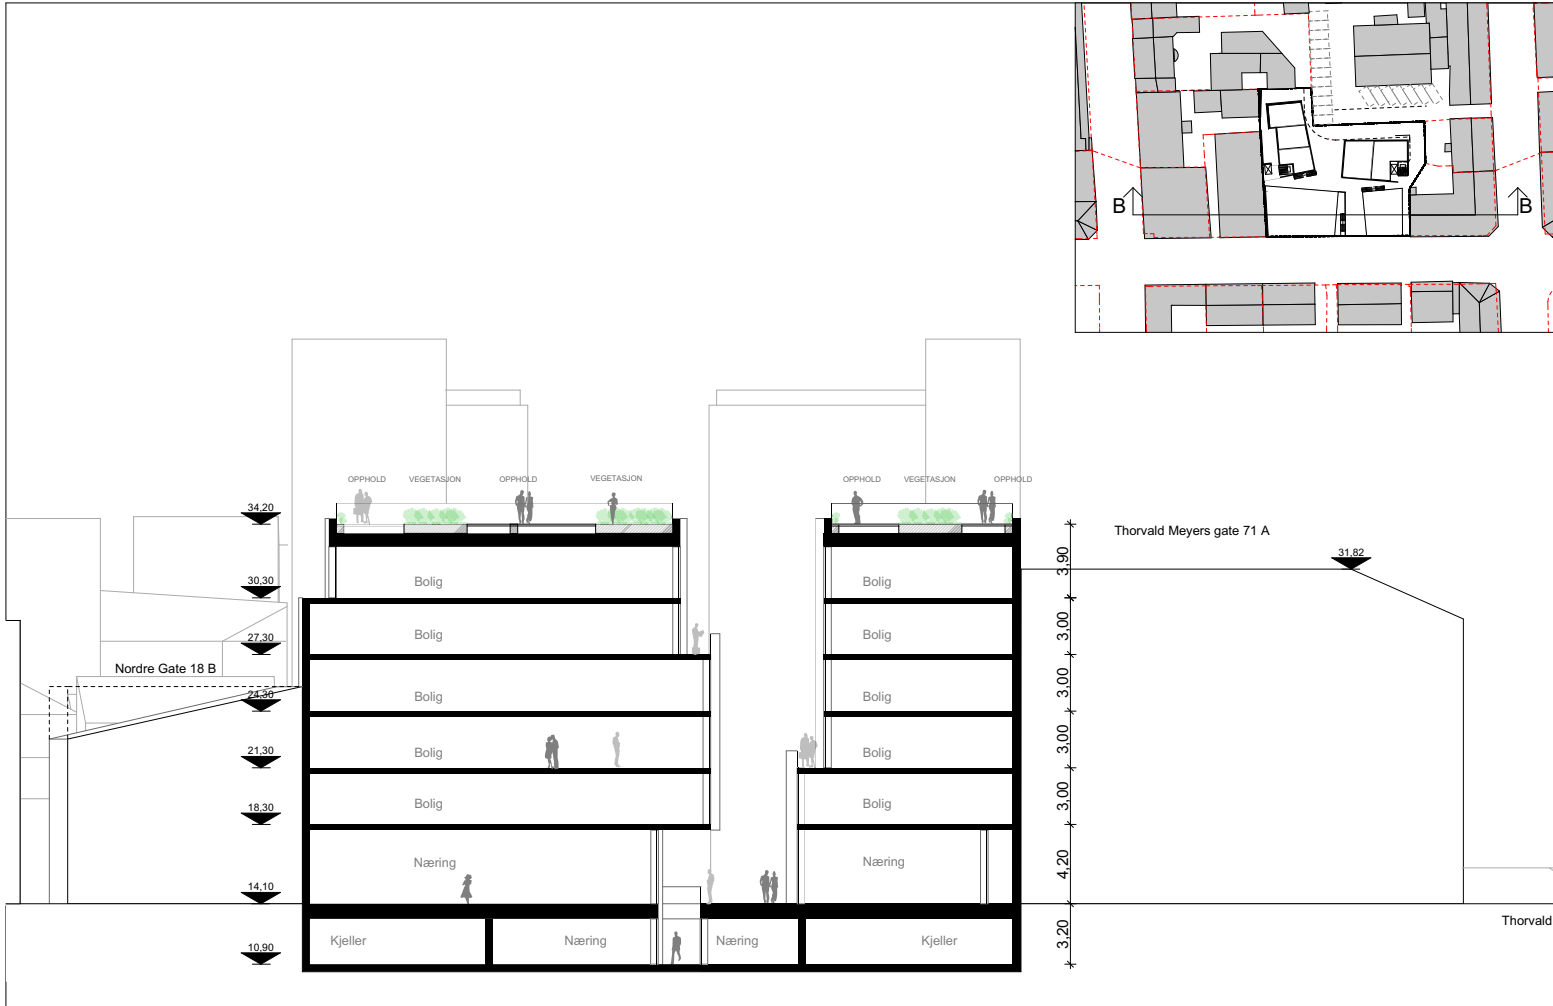 B
B
OPPHOLD
VEGETASJON
OPPHOLD
VEGETASJON
OPPHOLD
VEGETASJON
OPPHOLD
34,20
Thorvald Meyers gate 71 A
31,82
3,90
30,30
Bolig
Bolig
3,00
27,30
Bolig
Bolig
Nordre Gate 18 B
3,00
24,30
Bolig
Bolig
3,00
21,30
Bolig
Bolig
3,00
18,30
Bolig
Bolig
4,20
14,10
Næring
Næring
Thorvald
3,20
10,90
Kjeller
Næring
Næring
Kjeller